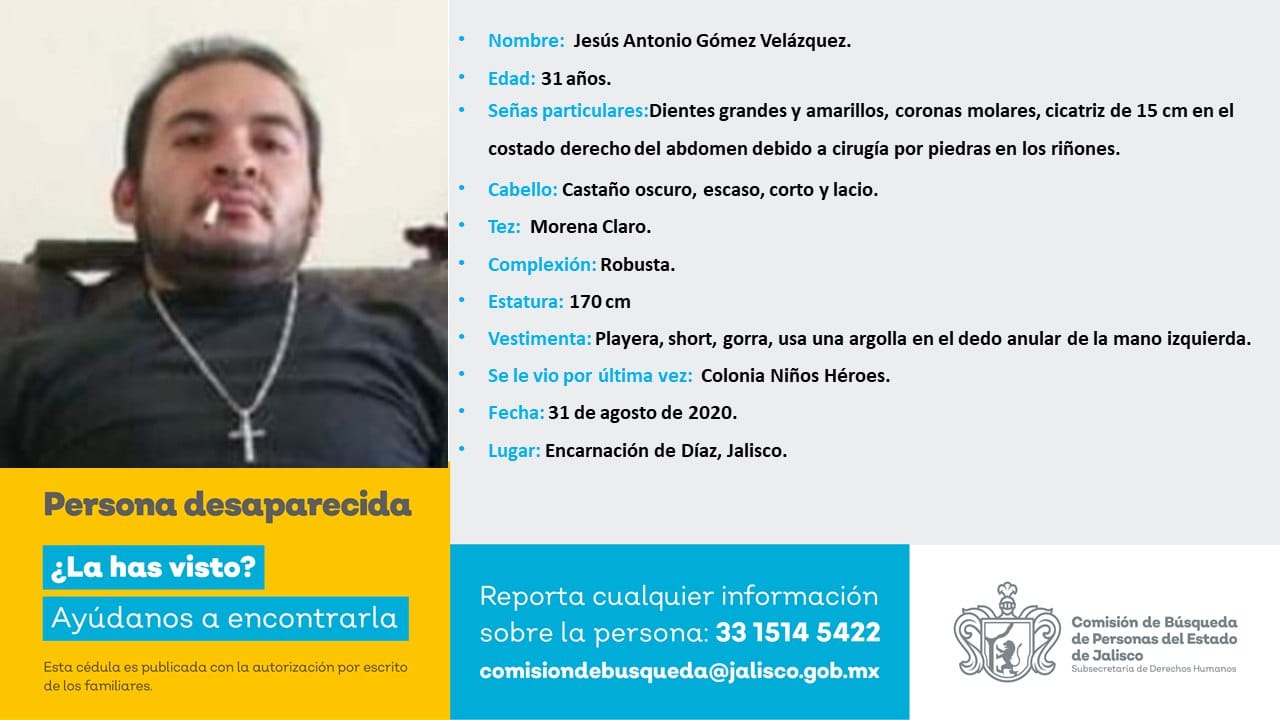 Nombre: Jesús Antonio Gómez Velázquez.
Edad: 31 años.
Señas particulares:Dientes grandes y amarillos, coronas molares, cicatriz de 15 cm en el
costado derecho del abdomen debido a cirugía por piedras en los riñones.
Cabello: Castaño oscuro, escaso, corto y lacio.
Tez: Morena Claro.
Complexión: Robusta.
Estatura: 170 cm
Vestimenta: Playera, short, gorra, usa una argolla en el dedo anular de la mano izquierda.
Se le vio por última vez: Colonia Niños Héroes.
Fecha: 31 de agosto de 2020.
Lugar: Encarnación de Díaz, Jalisco.
Persona desaparecida
¿La has visto?
Ayúdanos a encontrarla
Esta cédula es publicada con la autorización por escrito
de los familiares.
Reporta cualquier información
sobre la persona: 33 1514 5422
comisiondebusqueda@jalisco.gob.mx
Comisión de Búsqueda
de Personas del Estado
de Jalisco
Subsecretaría de Derechos Humanos